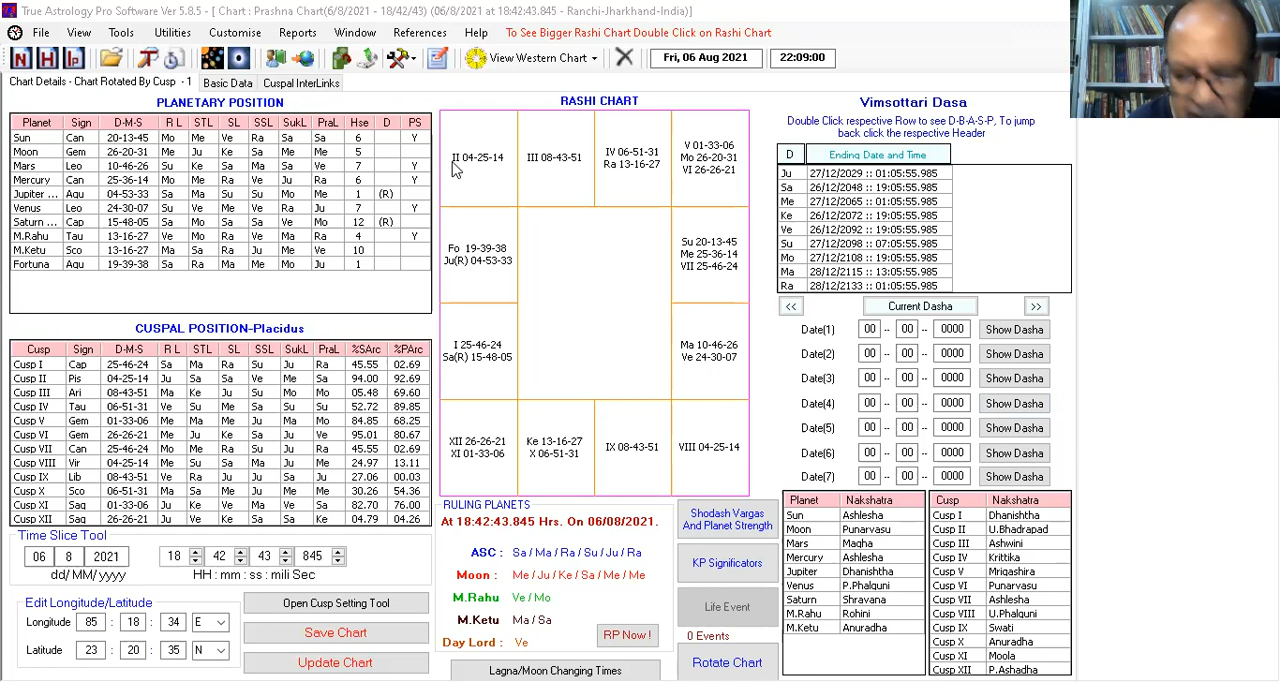 True Astrology Pro Software Ver 5.8.5 - [ Chart : Prashna Chart(6/8/2021 - 18/42/43) (06/08/2021 at 18:42:43.845 - Ranchi-Jharkhand-India)]
File View Tools Utilities Customise Reports Window References Help To See Bigger Rashi Chart Double Click on Rashi Chart
N H Ip View Western Chart Fri, 06 Aug 2021 22:09:00
Chart Details - Chart Rotated By Cusp - 1 Basic Data Cuspal InterLinks
PLANETARY POSITION
Planet Sign D-M-S R L STL SL SSL SukL PraL Hse D PS
Sun Can 20-13-45 Mo Me Ve Ra Sa Sa 6 Y
Moon Gem 26-20-31 Me Ju Ke Sa Me Me 5
Mars Leo 10-46-26 Su Ke Sa Ma Sa Ve 7 Y
Mercury Can 25-36-14 Mo Me Ra Ve Ju Ra 6 Y
Jupiter ... Aqu 04-53-33 Sa Ma Su Su Mo Me 1 (R)
Venus Leo 24-30-07 Su Ve Me Ve Ra Ju 7 Y
Saturn ... Cap 15-48-05 Sa Mo Sa Sa Ve Mo 12 (R)
M.Rahu Tau 13-16-27 Ve Mo Ra Ve Ma Ra 4 Y
M.Ketu Sco 13-16-27 Ma Sa Ra Ju Me Ve 10
Fortuna Aqu 19-39-38 Sa Ra Ma Me Mo Ju 1
CUSPAL POSITION-Placidus
Cusp Sign D-M-S R L STL SL SSL SukL PraL %SArc %PArc
Cusp I Cap 25-46-24 Sa Ma Ra Su Ju Ra 45.55 02.69
Cusp II Pis 04-25-14 Ju Sa Sa Ve Me Sa 94.00 92.69
Cusp III Ari 08-43-51 Ma Ke Ju Su Mo Mo 05.48 69.60
Cusp IV Tau 06-51-31 Ve Su Me Sa Su Su 52.72 89.85
Cusp V Gem 01-33-06 Me Ma Ke Ju Ra Mo 84.85 68.25
Cusp VI Gem 26-26-21 Me Ju Ke Sa Ju Ve 95.01 80.67
Cusp VII Can 25-46-24 Mo Me Ra Sa Ju Me 45.55 02.69
Cusp VIII Vir 04-25-14 Me Su Sa Ma Ju Me 24.97 13.11
Cusp IX Lib 08-43-51 Ve Ra Ju Ju Sa Ju 27.06 00.03
Cusp X Sco 06-51-31 Ma Sa Me Ju Me Me 30.26 54.36
Cusp XI Sag 01-33-06 Ju Ke Ve Ma Sa Ra 82.70 76.00
Cusp XII Sag 26-26-21 Ju Ve Ke Sa Ma Sa 04.79 04.26
Time Slice Tool
06 8 2021 18 : 42 : 43 : 845
dd/ MM/ yyyy HH : mm : ss : mili Sec
Edit Longitude/Latitude
Longitude 85 : 18 : 34 E
Latitude 23 : 20 : 35 N
Open Cusp Setting Tool
Save Chart
Update Chart
RASHI CHART
II 04-25-14
III 08-43-51
IV 06-51-31
Ra 13-16-27
V 01-33-06
Mo 26-20-31
VI 26-26-21
Fo 19-39-38
Ju(R) 04-53-33
Su 20-13-45
Me 25-36-14
VII 25-46-24
I 25-46-24
Sa(R) 15-48-05
Ma 10-46-26
Ve 24-30-07
XII 26-26-21
XI 01-33-06
Ke 13-16-27
X 06-51-31
IX 08-43-51
VIII 04-25-14
RULING PLANETS
At 18:42:43.845 Hrs. On 06/08/2021.
ASC : Sa / Ma / Ra / Su / Ju / Ra
Moon : Me / Ju / Ke / Sa / Me / Me
M.Rahu : Ve / Mo
M.Ketu : Ma / Sa
Day Lord : Ve
RP Now !
Lagna/Moon Changing Times
Shodash Vargas
And Planet Strength
KP Significators
Life Event
0 Events
Rotate Chart
Vimsottari Dasa
Double Click respective Row to see D-B-A-S-P, To jump
back click the respective Header
D Ending Date and Time
Ju 27/12/2029 :: 01:05:55.985
Sa 26/12/2048 :: 19:05:55.985
Me 27/12/2065 :: 01:05:55.985
Ke 26/12/2072 :: 19:05:55.985
Ve 26/12/2092 :: 19:05:55.985
Su 27/12/2098 :: 07:05:55.985
Mo 27/12/2108 :: 19:05:55.985
Ma 28/12/2115 :: 13:05:55.985
Ra 28/12/2133 :: 01:05:55.985
<< Current Dasha >>
Date(1) 00 -- 00 -- 0000 Show Dasha
Date(2) 00 -- 00 -- 0000 Show Dasha
Date(3) 00 -- 00 -- 0000 Show Dasha
Date(4) 00 -- 00 -- 0000 Show Dasha
Date(5) 00 -- 00 -- 0000 Show Dasha
Date(6) 00 -- 00 -- 0000 Show Dasha
Date(7) 00 -- 00 -- 0000 Show Dasha
Planet Nakshatra
Sun Ashlesha
Moon Punarvasu
Mars Magha
Mercury Ashlesha
Jupiter Dhanishtha
Venus P.Phalguni
Saturn Shravana
M.Rahu Rohini
M.Ketu Anuradha
Cusp Nakshatra
Cusp I Dhanishtha
Cusp II U.Bhadrapad
Cusp III Ashwini
Cusp IV Krittika
Cusp V Mrigashira
Cusp VI Punarvasu
Cusp VII Ashlesha
Cusp VIII U.Phalguni
Cusp IX Swati
Cusp X Anuradha
Cusp XI Moola
Cusp XII P.Ashadha